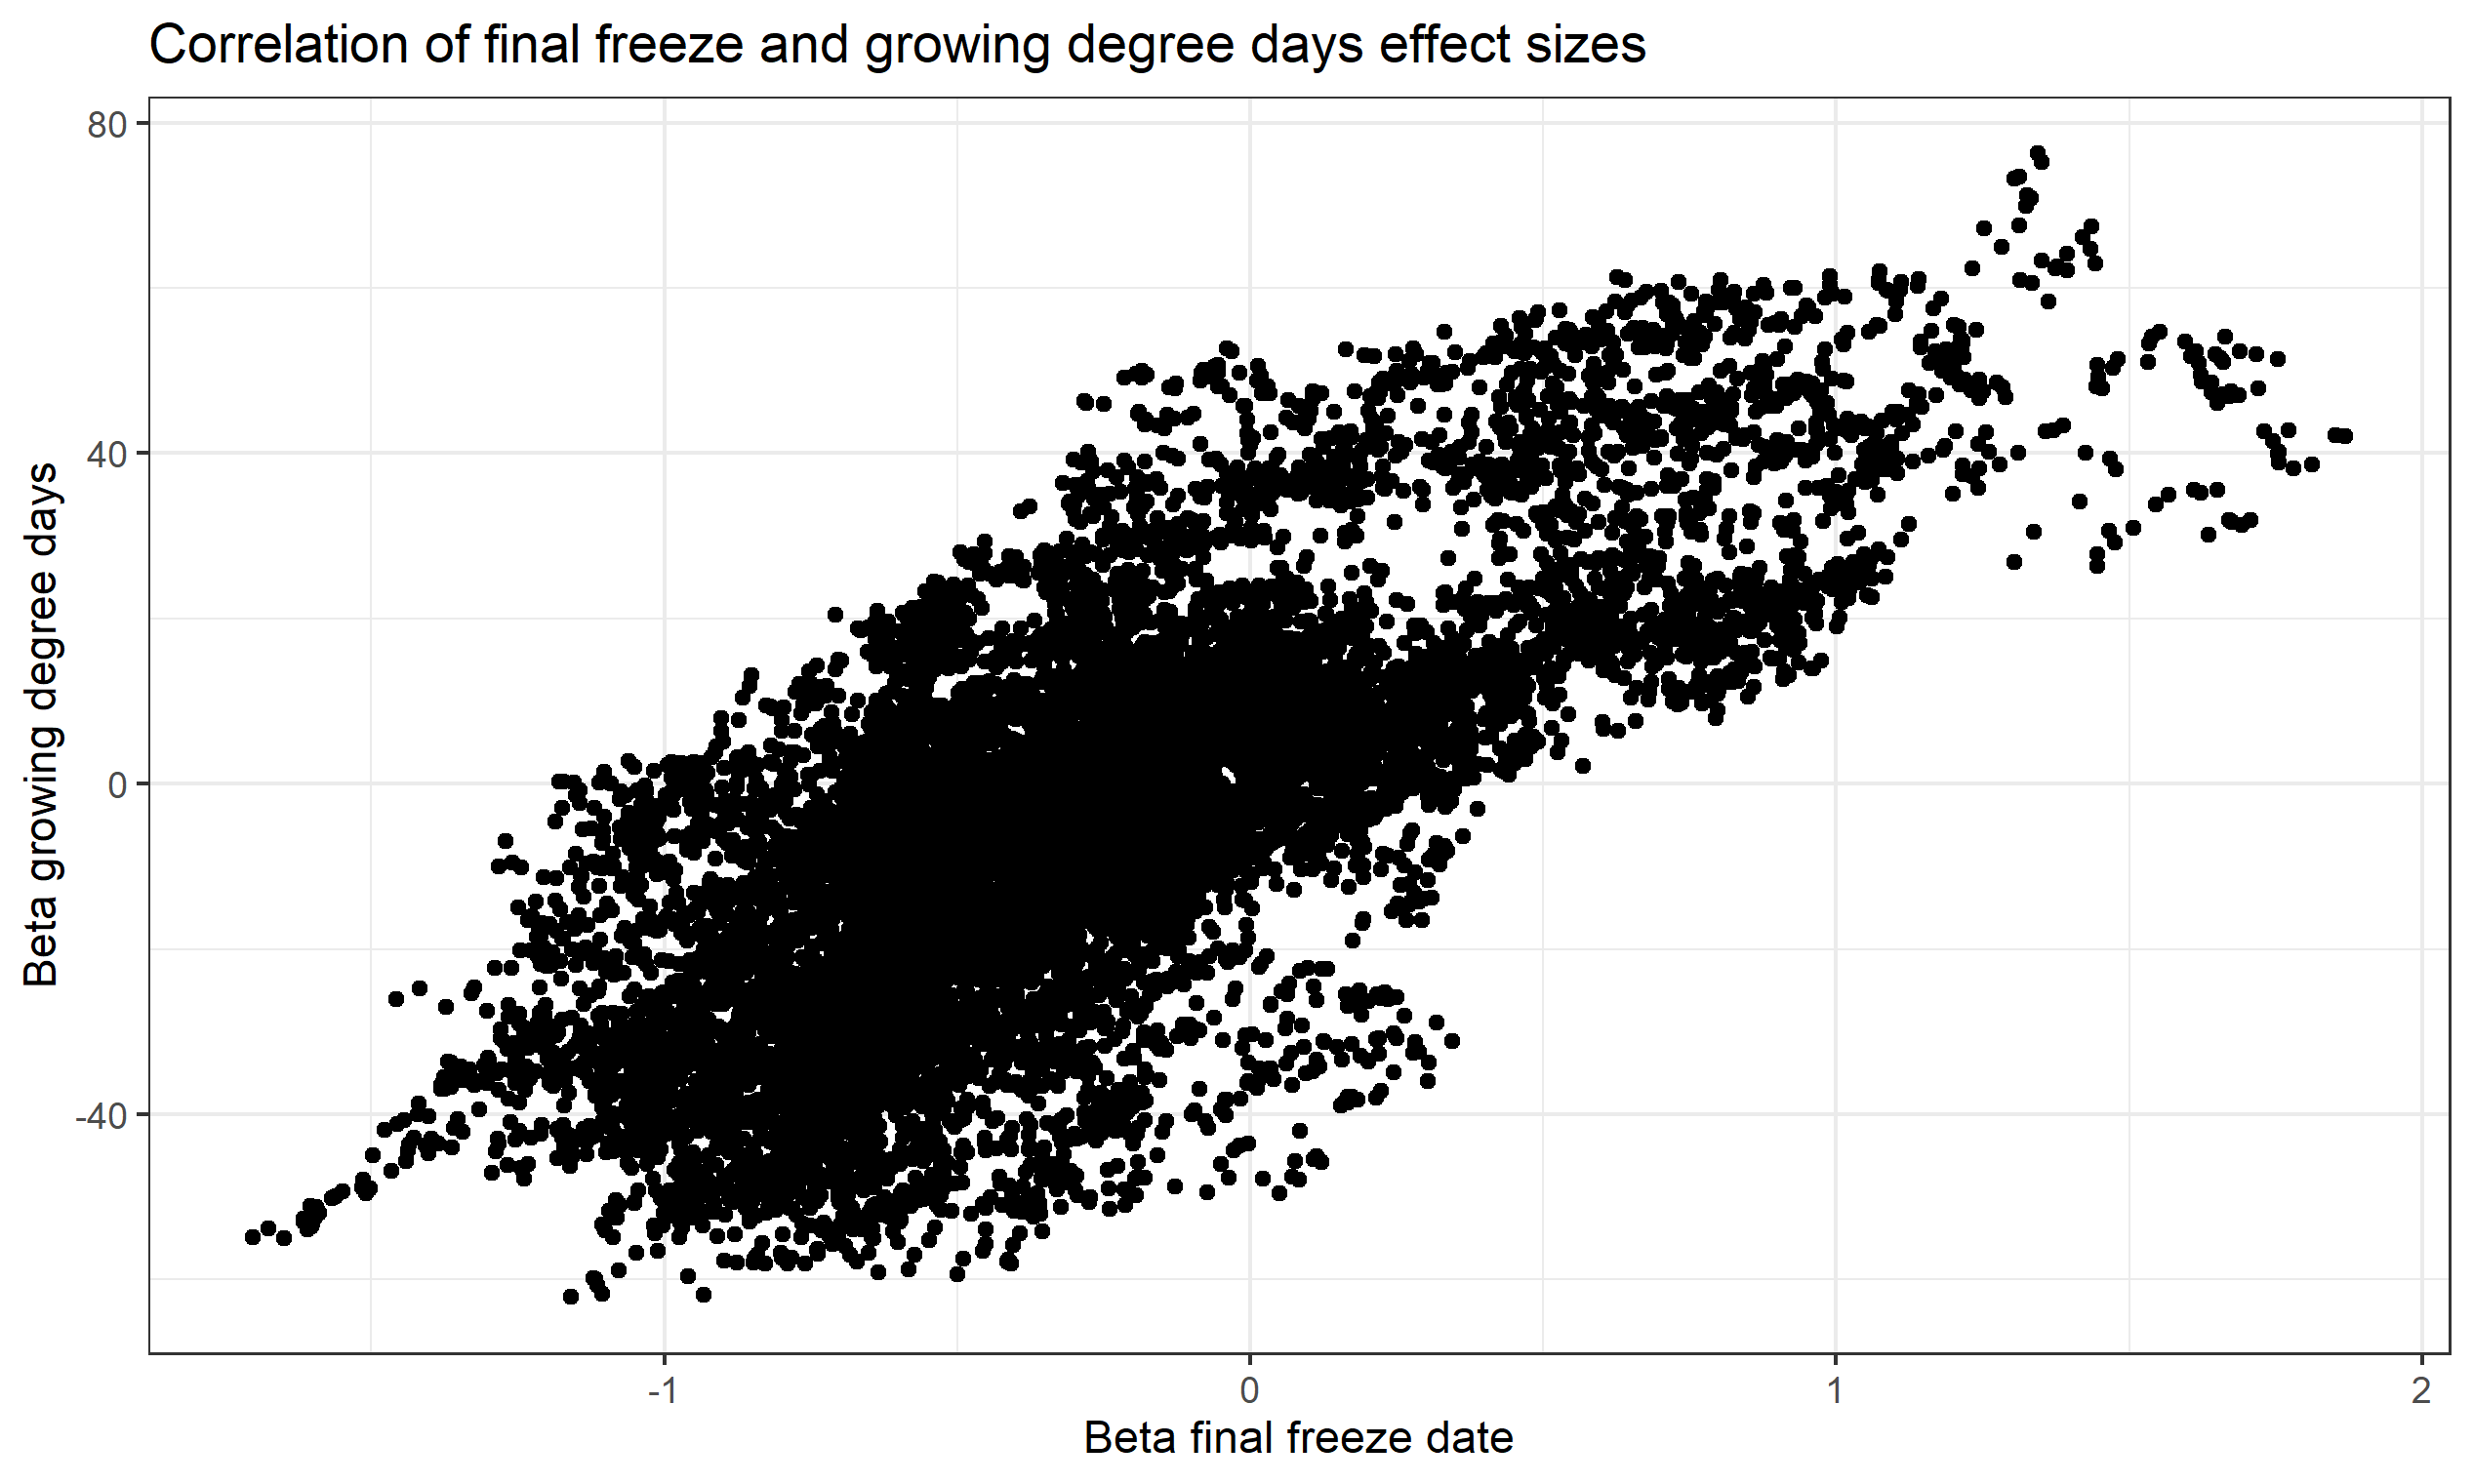 Correlation of final freeze and growing degree days effect sizes
80
40
0
-40
Beta growing degree days
-1
0
1
2
Beta final freeze date